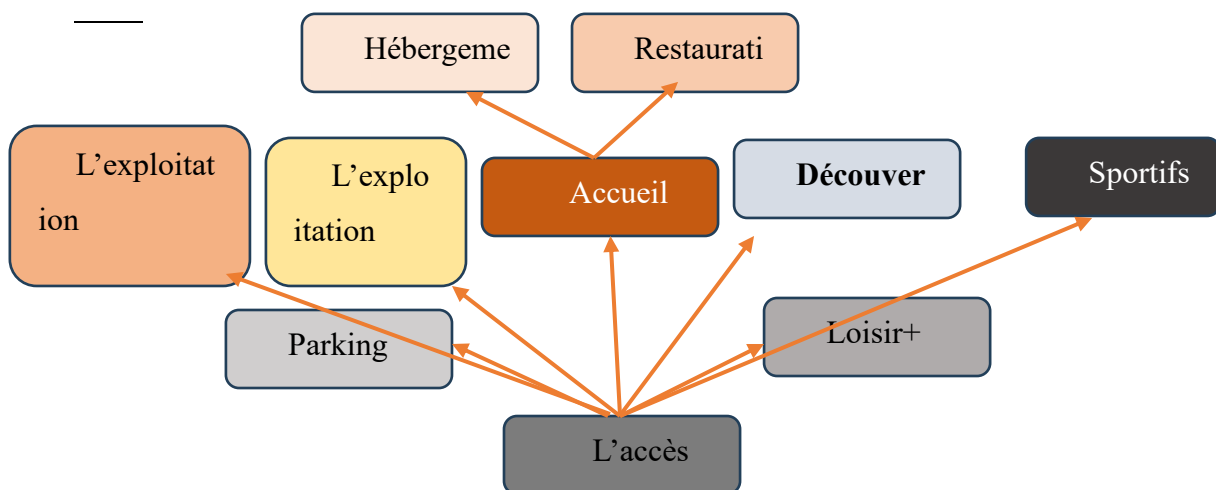 Hébergeme
Restaurati
L’exploitat
ion
L’explo
itation
Accueil
Découver
Sportifs
Parking
Loisir+
L’accès